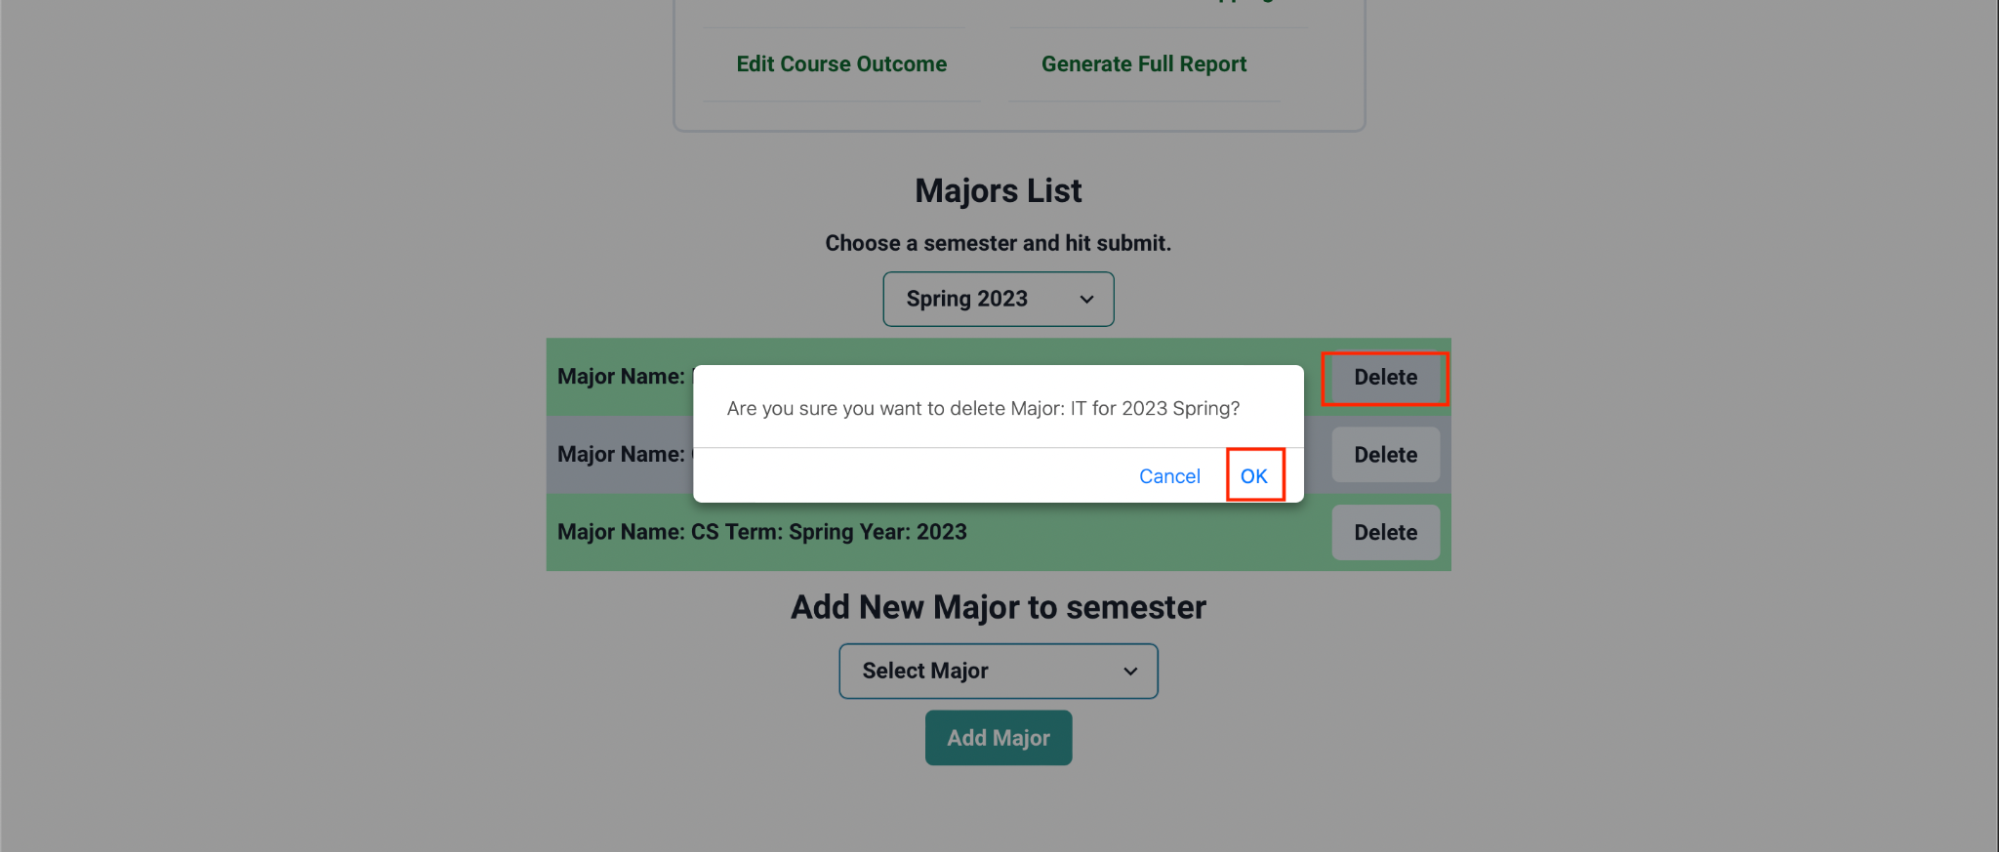 Edit Course Outcome
Generate Full Report
Majors List
Choose a semester and hit submit.
Spring 2023
Major Name:
Delete
Are you sure you want to delete Major: IT for 2023 Spring?
Major Name:
Delete
Cancel
OK
Major Name: CS Term: Spring Year: 2023
Delete
Add New Major to semester
Select Major
Add Major